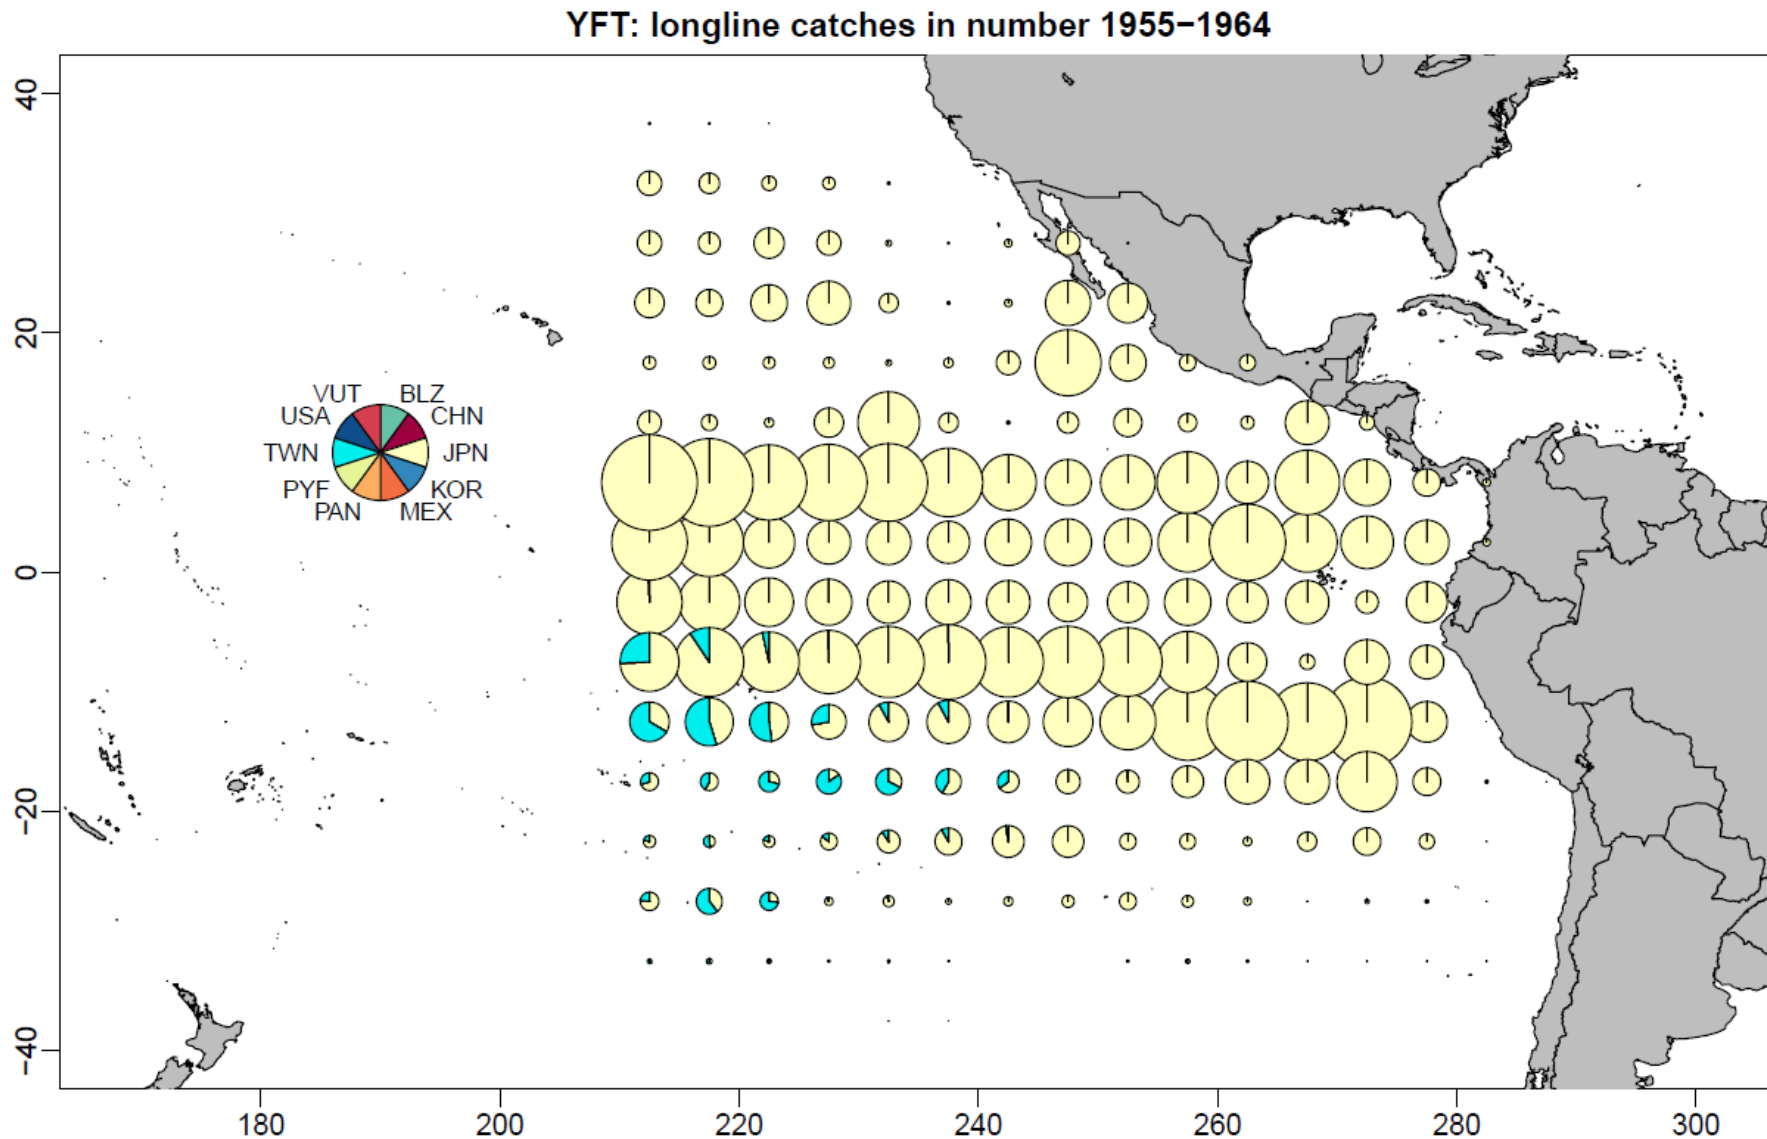 YFT: longline catches in number 1955−1964
40
20
0
−20
−40
VUT BLZ
USA CHN
TWN JPN
PYF KOR
PAN MEX
180 200 220 240 260 280 300